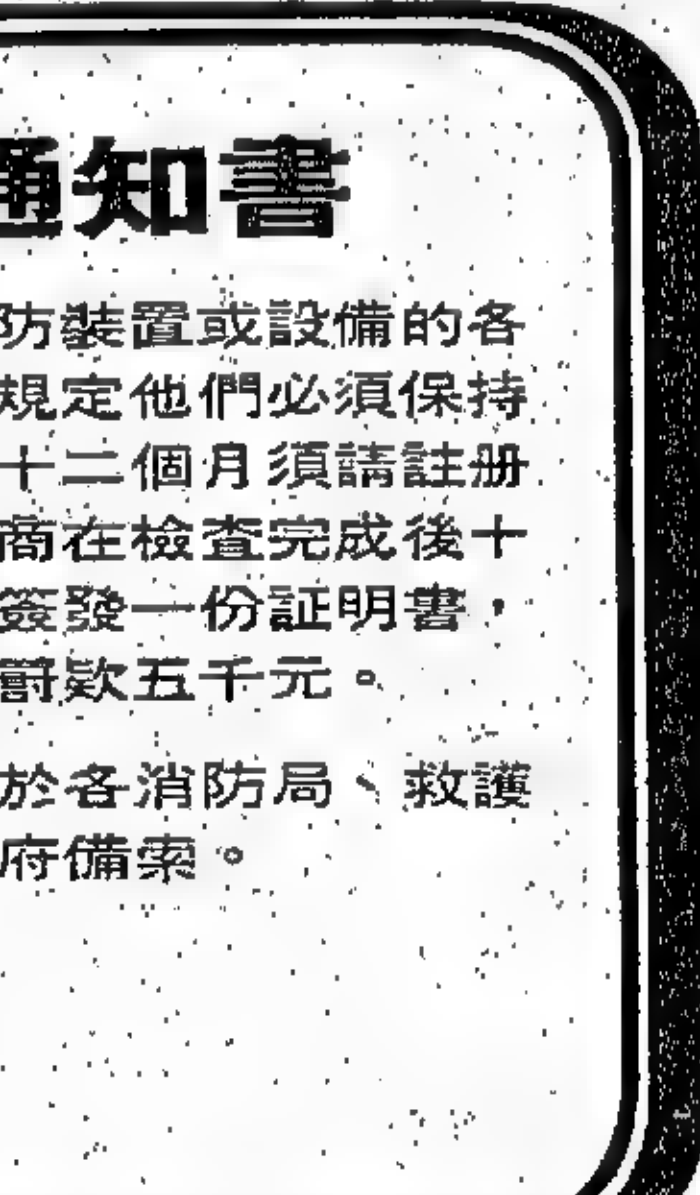 通知書
防裝置或設備的各
規定他們必須保持
十二個月須請註册
商在檢查完成後十
簽發一份証明書，
罸欵五千元。
於各消防局、救護
府備索。